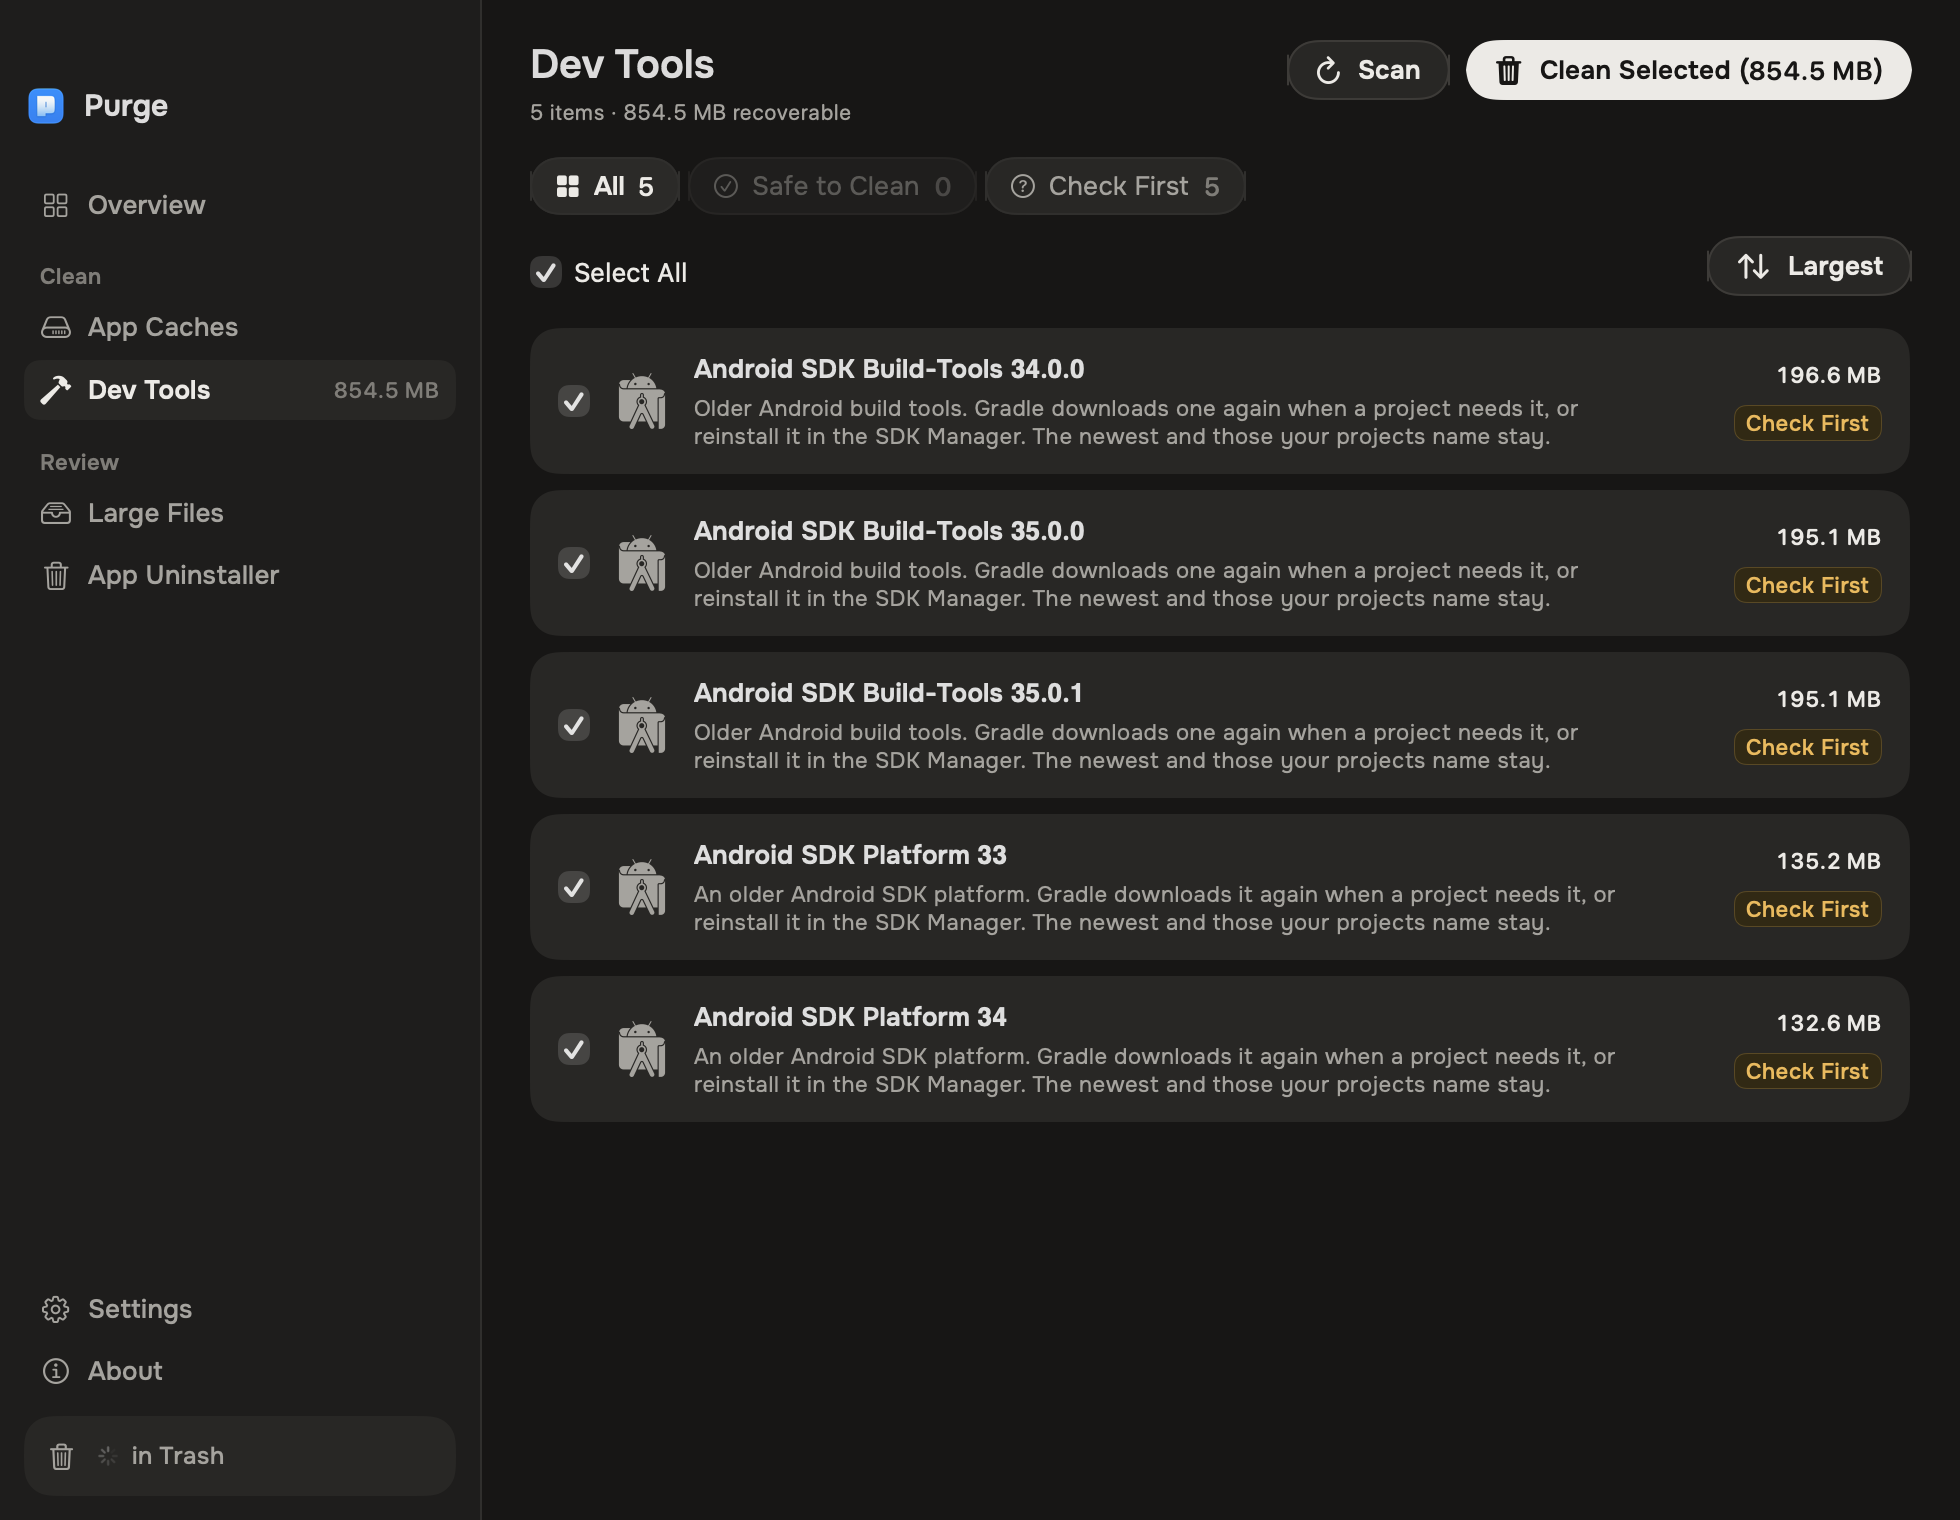 Purge
Overview
Clean
App Caches
Dev Tools 854.5 MB
Review
Large Files
App Uninstaller
Settings
About
in Trash
Dev Tools
5 items · 854.5 MB recoverable
Scan
Clean Selected (854.5 MB)
All 5
Safe to Clean 0
Check First 5
Select All
Largest
Android SDK Build-Tools 34.0.0
Older Android build tools. Gradle downloads one again when a project needs it, or
reinstall it in the SDK Manager. The newest and those your projects name stay.
196.6 MB
Check First
Android SDK Build-Tools 35.0.0
Older Android build tools. Gradle downloads one again when a project needs it, or
reinstall it in the SDK Manager. The newest and those your projects name stay.
195.1 MB
Check First
Android SDK Build-Tools 35.0.1
Older Android build tools. Gradle downloads one again when a project needs it, or
reinstall it in the SDK Manager. The newest and those your projects name stay.
195.1 MB
Check First
Android SDK Platform 33
An older Android SDK platform. Gradle downloads it again when a project needs it, or
reinstall it in the SDK Manager. The newest and those your projects name stay.
135.2 MB
Check First
Android SDK Platform 34
An older Android SDK platform. Gradle downloads it again when a project needs it, or
reinstall it in the SDK Manager. The newest and those your projects name stay.
132.6 MB
Check First